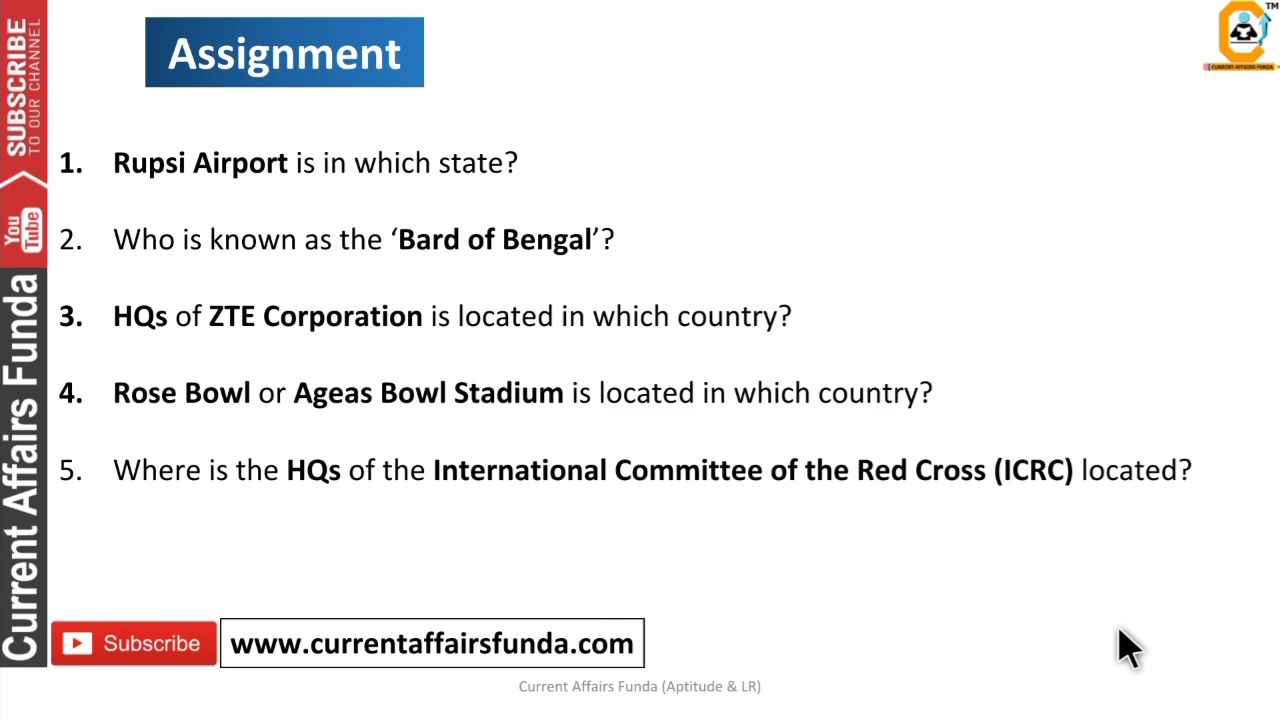 Assignment
TM
CURRENT-AFFAIRS-FUNDA
SUBSCRIBE
TO OUR CHANNEL
You
Tube
Current Affairs Funda
1. Rupsi Airport is in which state?
2. Who is known as the ‘Bard of Bengal’?
3. HQs of ZTE Corporation is located in which country?
4. Rose Bowl or Ageas Bowl Stadium is located in which country?
5. Where is the HQs of the International Committee of the Red Cross (ICRC) located?
Subscribe
www.currentaffairsfunda.com
Current Affairs Funda (Aptitude & LR)